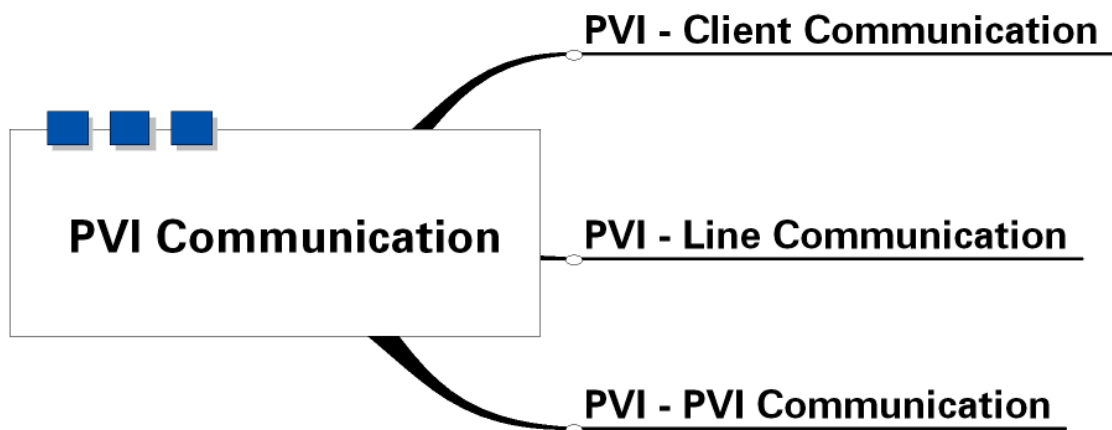 PVI - Client Communication
PVI Communication
PVI - Line Communication
PVI - PVI Communication